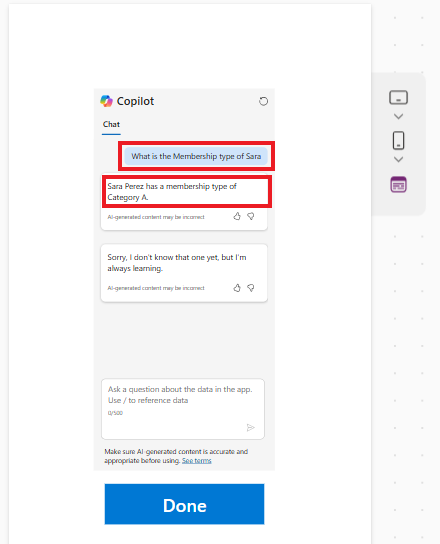 Copilot
Chat
What is the Membership type of Sara
Sara Perez has a membership type of
Category A.
AI-generated content may be incorrect
Sorry, I don't know that one yet, but I'm
always learning.
AI-generated content may be incorrect
Ask a question about the data in the app.
Use / to reference data
0/500
Make sure AI-generated content is accurate and
appropriate before using. See terms
Done